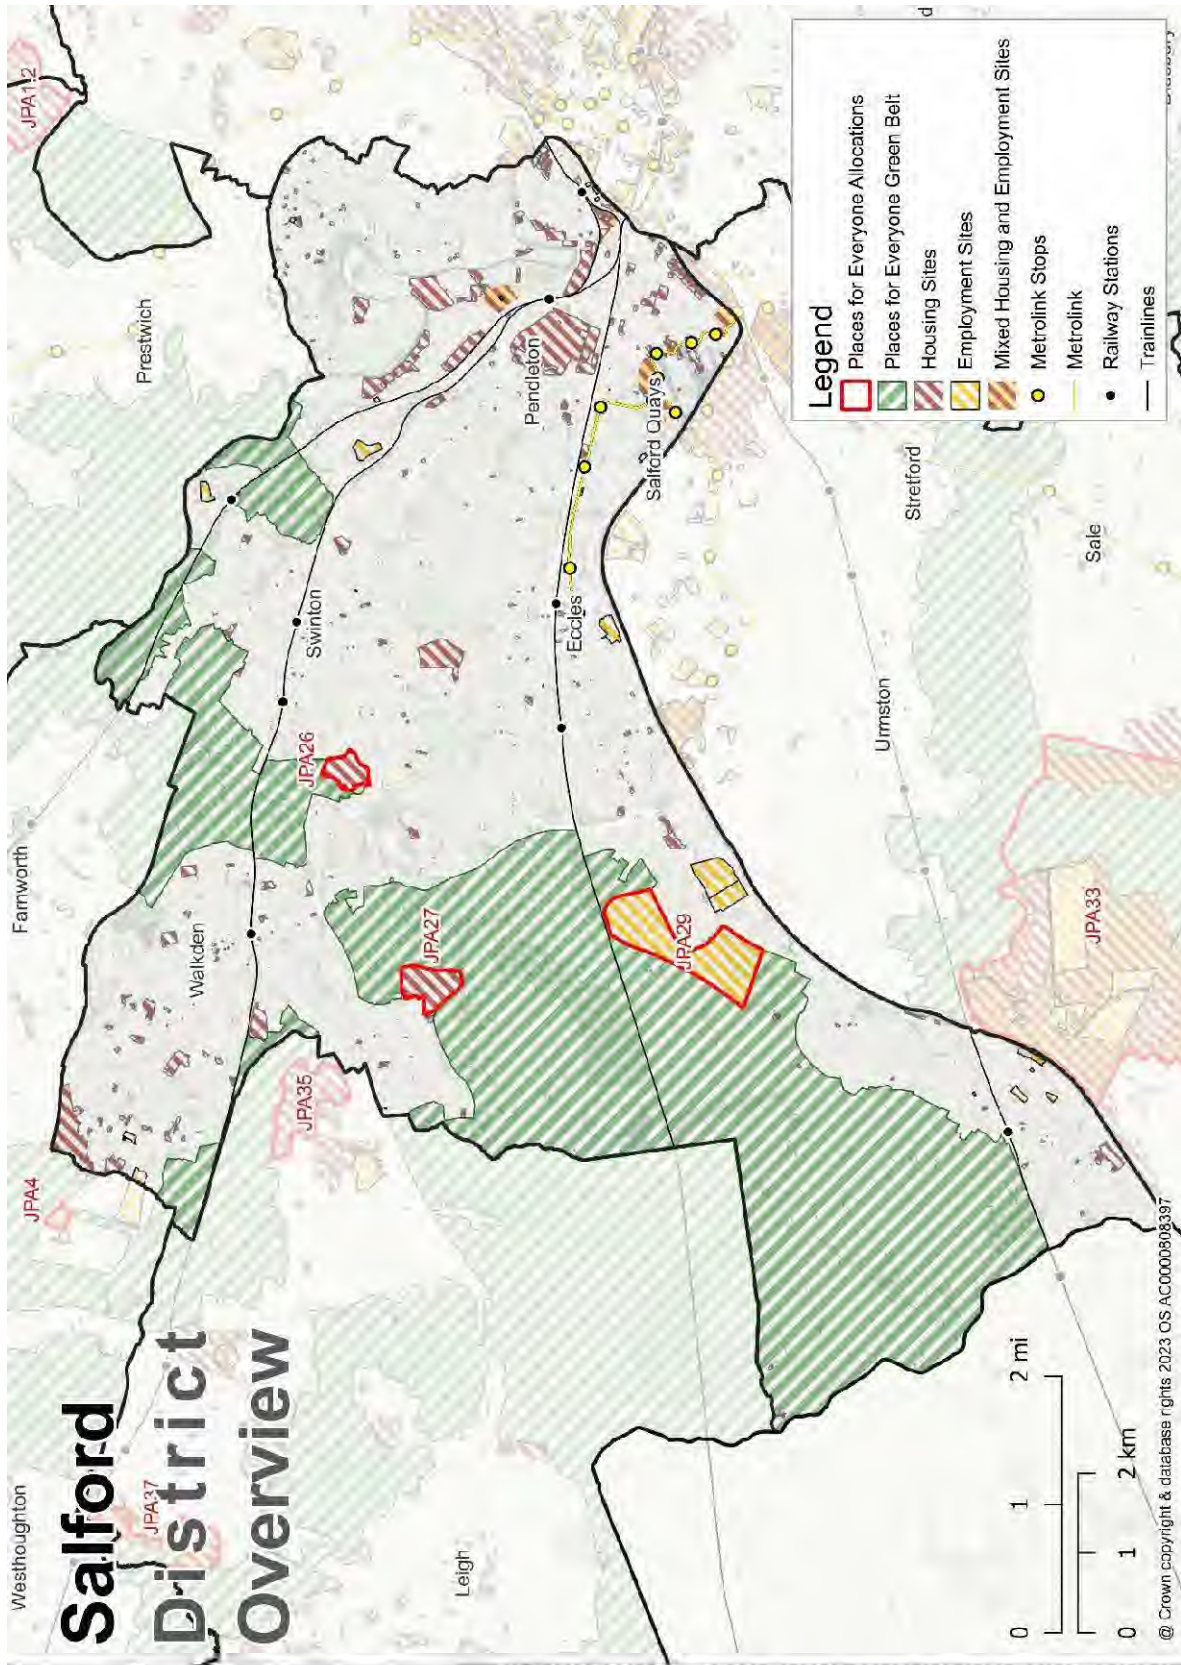 Salford
District
Overview
Westhoughton
Farnworth
Prestwich
JPA1.2
JPA4
JPA37
JPA35
Walkden
JPA26
Swinton
JPA27
Pendleton
Leigh
JPA29
Eccles
Salford Quays
Urmston
Stretford
JPA33
Sale
Legend
Places for Everyone Allocations
Places for Everyone Green Belt
Housing Sites
Employment Sites
Mixed Housing and Employment Sites
Metrolink Stops
Metrolink
Railway Stations
Trainlines
0 1 2 mi
0 1 2 km
@ Crown copyright & database rights 2023 OS AC0000808397